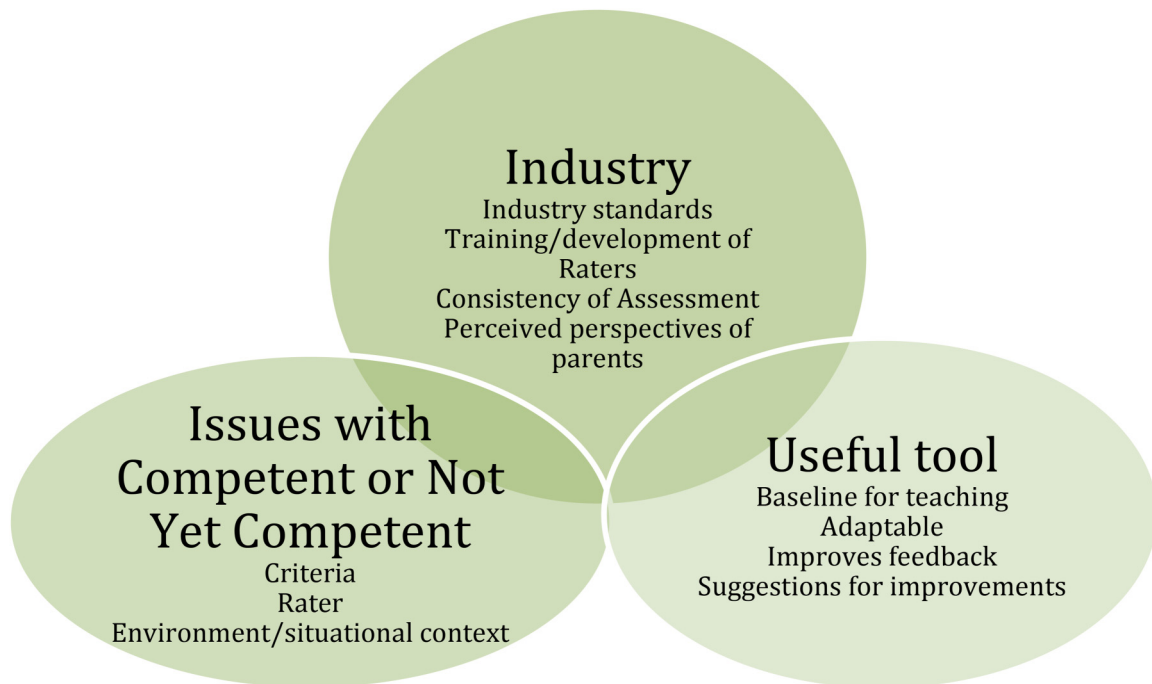 Industry
Industry standards
Training/development of
Raters
Consistency of Assessment
Perceived perspectives of
parents
Issues with
Competent or Not
Yet Competent
Criteria
Rater
Environment/situational context
Useful tool
Baseline for teaching
Adaptable
Improves feedback
Suggestions for improvements